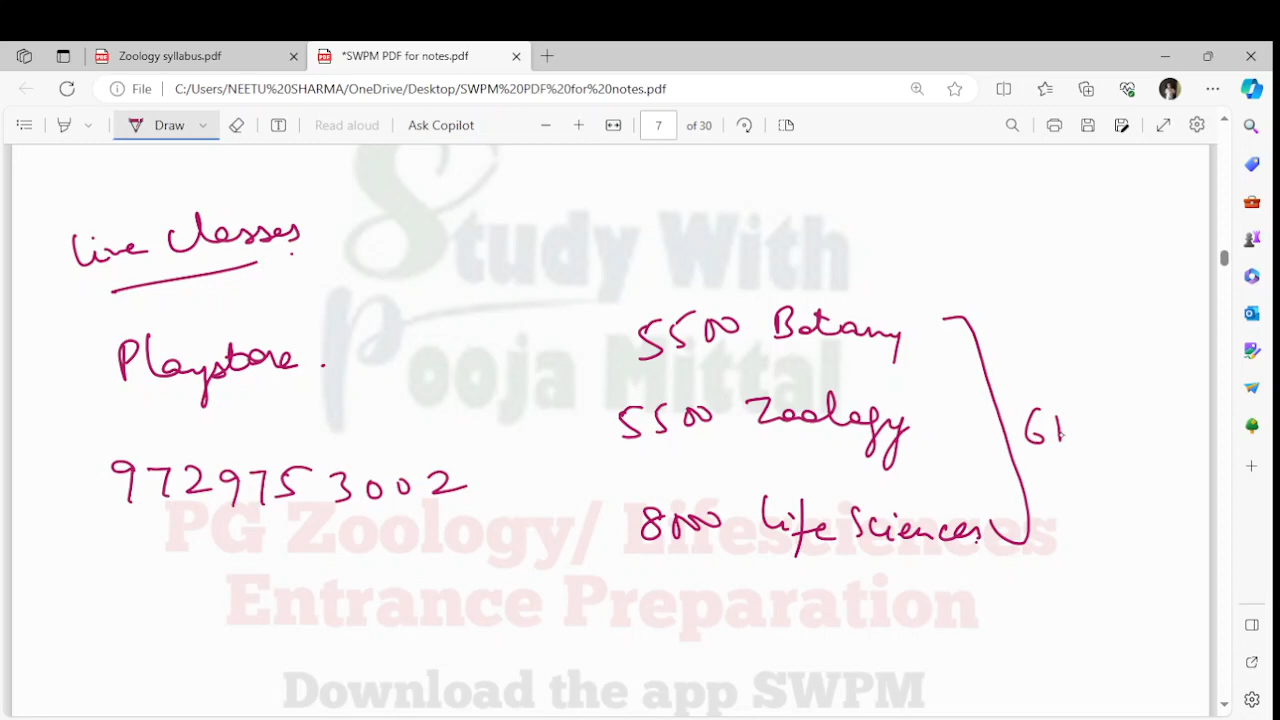 Zoology syllabus.pdf
*SWPM PDF for notes.pdf
File
C:/Users/NEETU%20SHARMA/OneDrive/Desktop/SWPM%20PDF%20for%20notes.pdf
Draw
Read aloud
Ask Copilot
7 of 30
Study With
Pooja Mittal
Live Classes
Playstore.
9729753002
5500 Botany
5500 Zoology
8000 Life Sciences
PG Zoology/ Lifesciences
Entrance Preparation
Download the app SWPM